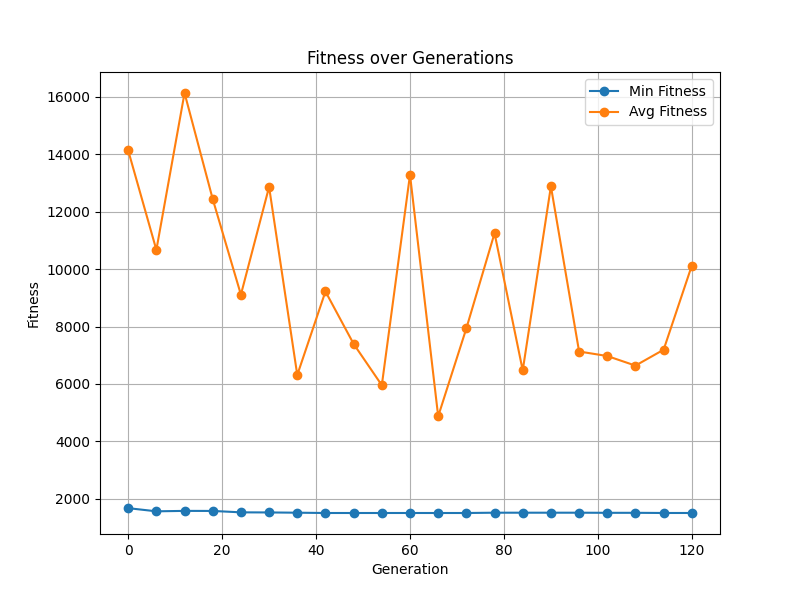 Fitness over Generations
Min Fitness
Avg Fitness
16000
14000
12000
10000
8000
6000
4000
2000
Fitness
0 20 40 60 80 100 120
Generation